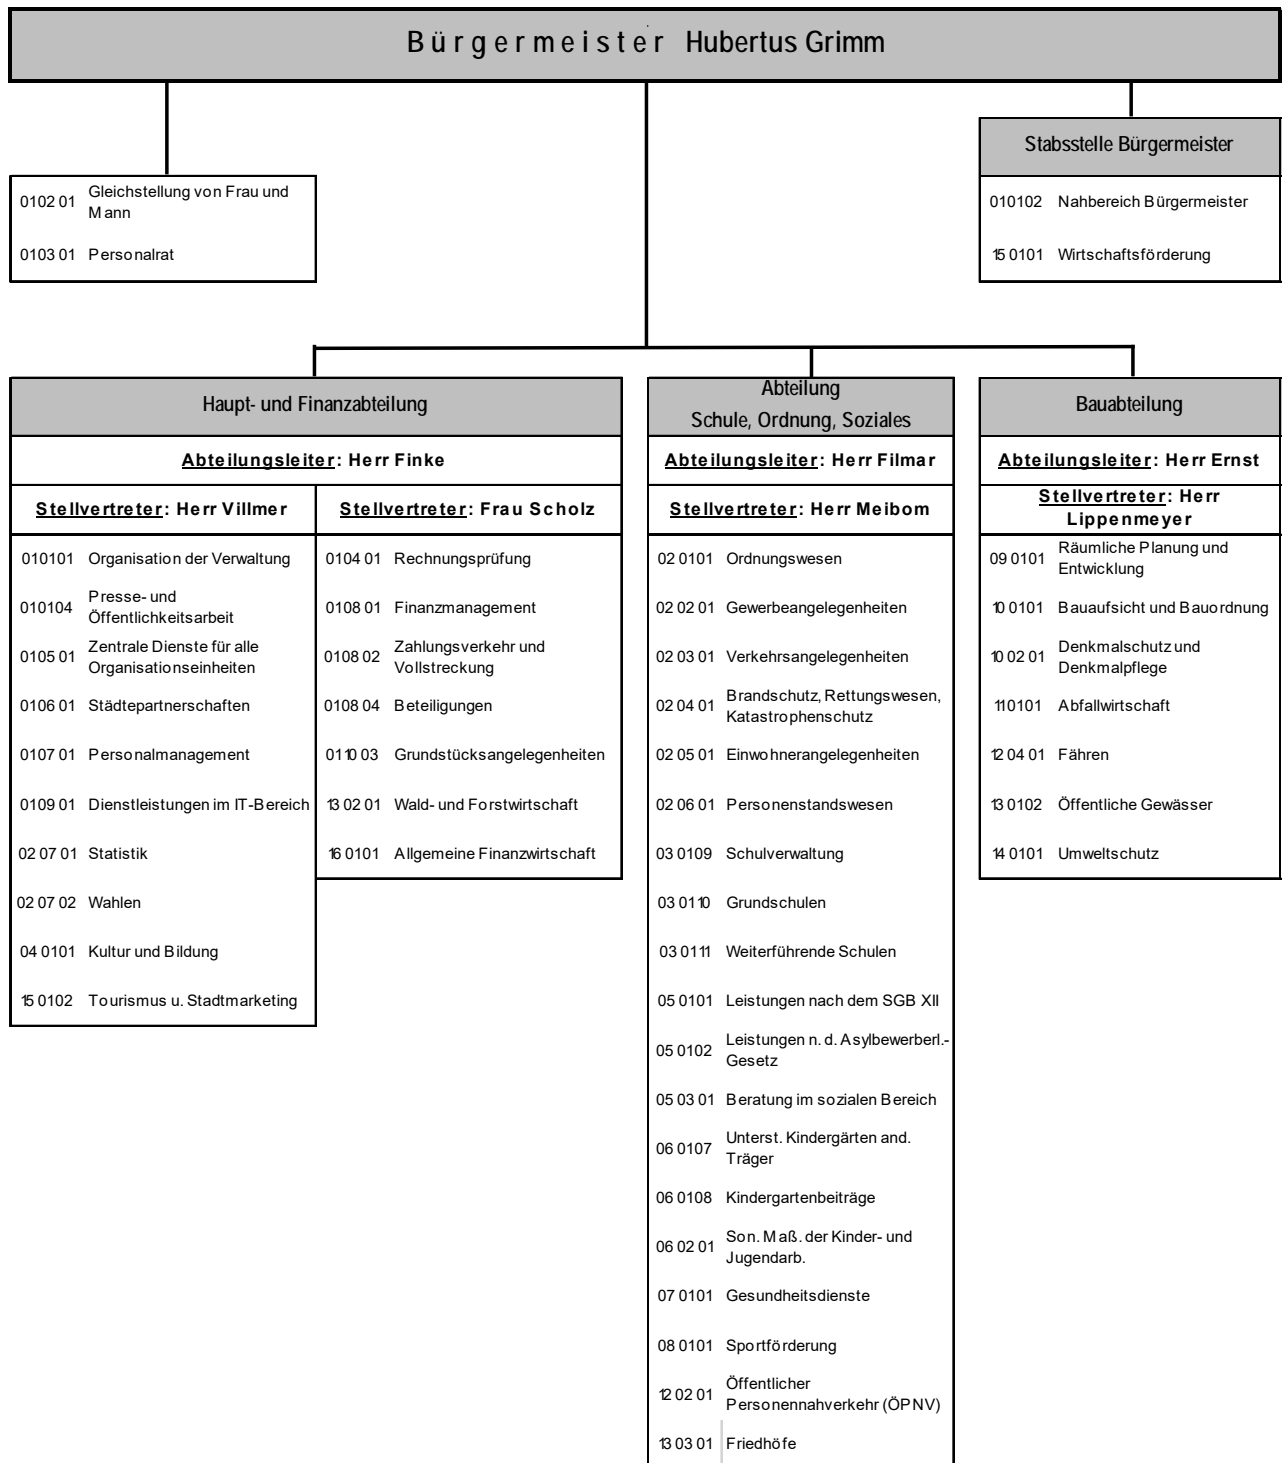 Bürgermeister Hubertus Grimm
Stabsstelle Bürgermeister
0102 01 Gleichstellung von Frau und
Mann
0103 01 Personalrat
010102 Nahbereich Bürgermeister
15 0101 Wirtschaftsförderung
Haupt- und Finanzabteilung
Abteilungsleiter: Herr Finke
Stellvertreter: Herr Villmer
010101 Organisation der Verwaltung
010104 Presse- und
Öffentlichkeitsarbeit
0105 01 Zentrale Dienste für alle
Organisationseinheiten
0106 01 Städtepartnerschaften
0107 01 Personalmanagement
0109 01 Dienstleistungen im IT-Bereich
02 07 01 Statistik
02 07 02 Wahlen
04 0101 Kultur und Bildung
15 0102 Tourismus u. Stadtmarketing
Stellvertreter: Frau Scholz
0104 01 Rechnungsprüfung
0108 01 Finanzmanagement
0108 02 Zahlungsverkehr und
Vollstreckung
0108 04 Beteiligungen
0110 03 Grundstücksangelegenheiten
13 02 01 Wald- und Forstwirtschaft
16 0101 Allgemeine Finanzwirtschaft
Abteilung
Schule, Ordnung, Soziales
Abteilungsleiter: Herr Filmar
Stellvertreter: Herr Meibom
02 0101 Ordnungswesen
02 02 01 Gewerbeangelegenheiten
02 03 01 Verkehrsangelegenheiten
02 04 01 Brandschutz, Rettungswesen,
Katastrophenschutz
02 05 01 Einwohnerangelegenheiten
02 06 01 Personenstandswesen
03 0109 Schulverwaltung
03 0110 Grundschulen
03 0111 Weiterführende Schulen
05 0101 Leistungen nach dem SGB XII
05 0102 Leistungen n. d. Asylbewerberl.-
Gesetz
05 03 01 Beratung im sozialen Bereich
06 0107 Unterst. Kindergärten and.
Träger
06 0108 Kindergartenbeiträge
06 02 01 Son. Maß. der Kinder- und
Jugendarb.
07 0101 Gesundheitsdienste
08 0101 Sportförderung
12 02 01 Öffentlicher
Personennahverkehr (ÖPNV)
13 03 01 Friedhöfe
Bauabteilung
Abteilungsleiter: Herr Ernst
Stellvertreter: Herr
Lippenmeyer
09 0101 Räumliche Planung und
Entwicklung
10 0101 Bauaufsicht und Bauordnung
10 02 01 Denkmalschutz und
Denkmalpflege
11 0101 Abfallwirtschaft
12 04 01 Fähren
13 0102 Öffentliche Gewässer
14 0101 Umweltschutz